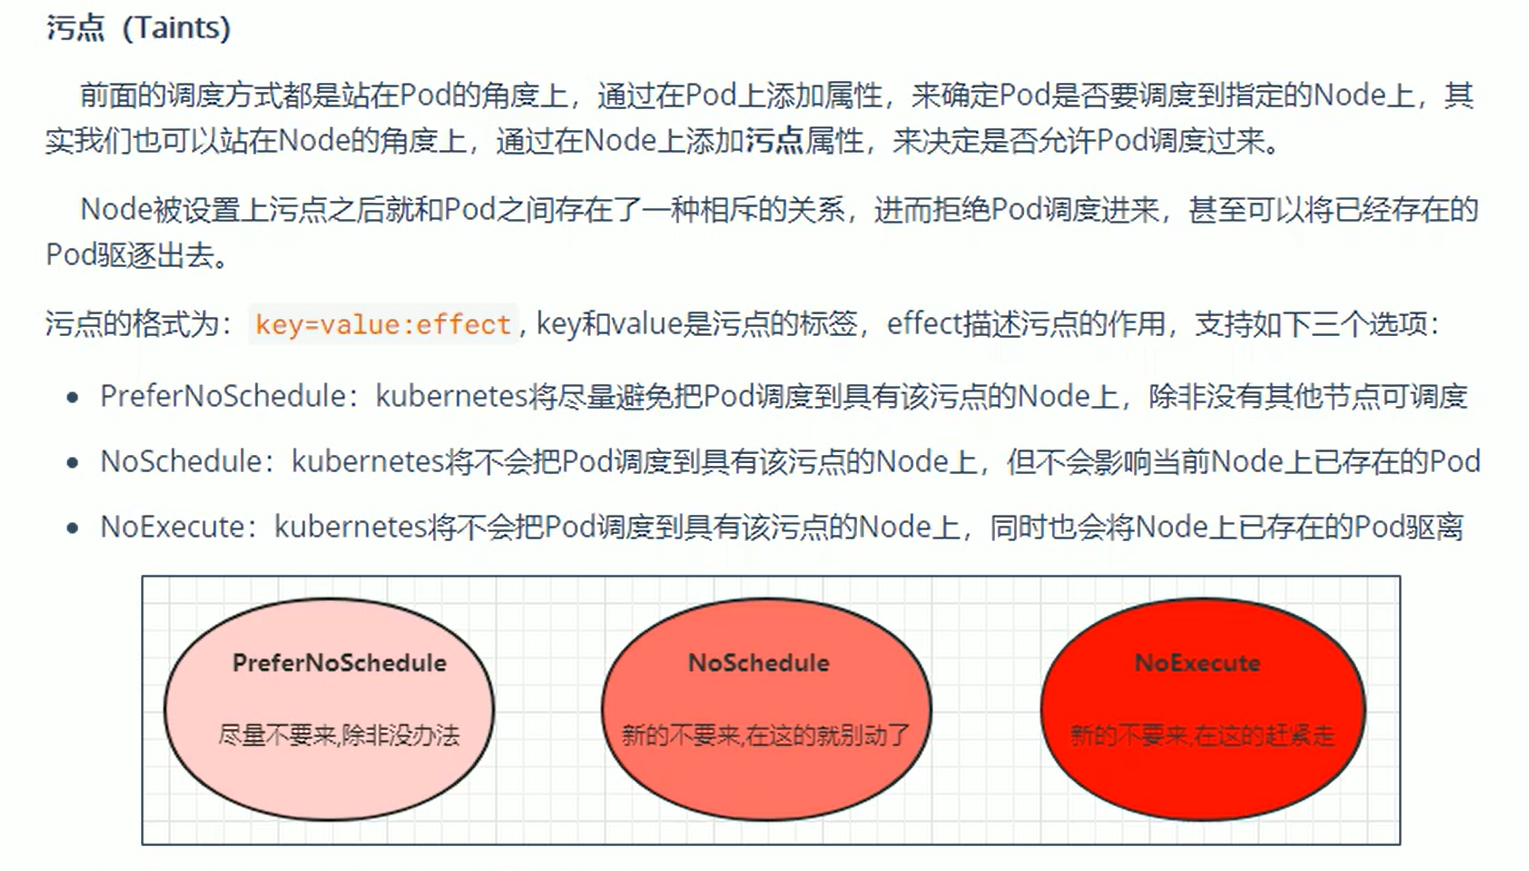 污点（Taints)
前面的调度方式都是站在Pod的角度上，通过在Pod上添加属性，来确定Pod是否要调度到指定的Node上，其
实我们也可以站在Node的角度上，通过在Node上添加污点属性，来决定是否允许Pod调度过来。
Node被设置上污点之后就和Pod之间存在了一种相斥的关系，进而拒绝Pod调度进来，甚至可以将已经存在的
Pod驱逐出去。
污点的格式为：key=value:effect, key和value是污点的标签，effect描述污点的作用，支持如下三个选项：
• PreferNoSchedule：kubernetes将尽量避免把Pod调度到具有该污点的Node上，除非没有其他节点可调度
• NoSchedule：kubernetes将不会把Pod调度到具有该污点的Node上，但不会影响当前Node上已存在的Pod
• NoExecute：kubernetes将不会把Pod调度到具有该污点的Node上，同时也会将Node上已存在的Pod驱离
PreferNoSchedule
尽量不要来,除非没办法
NoSchedule
新的不要来,在这的就别动了
NoExecute
新的不要来,在这的赶紧走